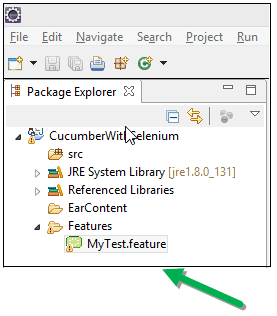 File Edit Navigate Search Project Run
Package Explorer
CucumberWithSelenium
src
JRE System Library [jre1.8.0_131]
Referenced Libraries
EarContent
Features
MyTest.feature